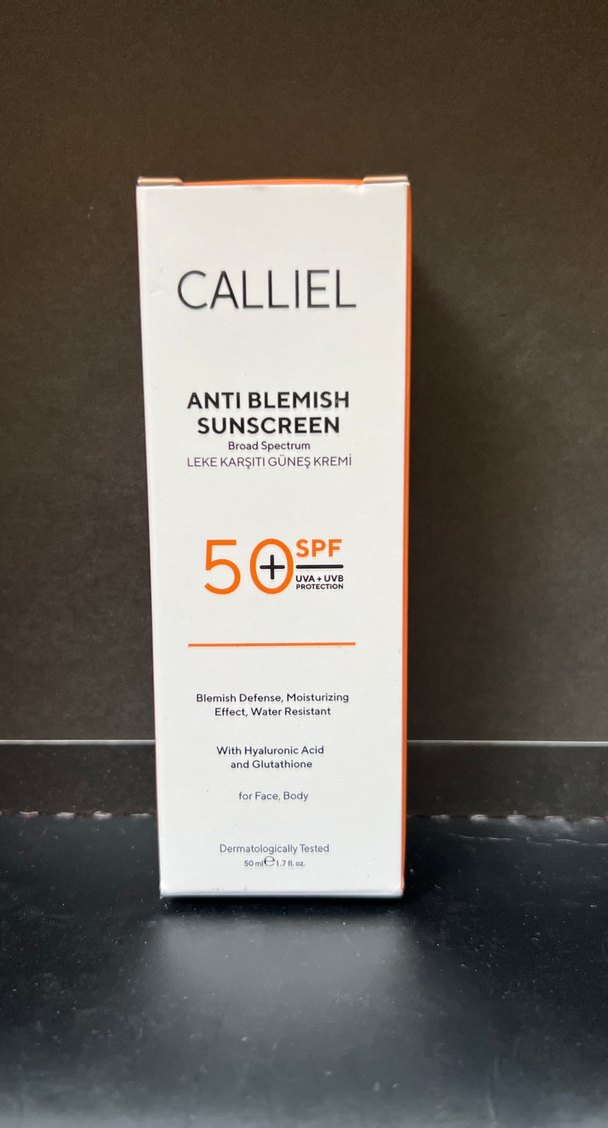 CALLIEL
ANTI BLEMISH
SUNSCREEN
Broad Spectrum
LEKE KARŞITI GÜNEŞ KREMİ
50+ SPF
UVA + UVB
PROTECTION
Blemish Defense, Moisturizing
Effect, Water Resistant
With Hyaluronic Acid
and Glutathione
for Face, Body
Dermatologically Tested
50 ml ℮ 1.7 fl. oz.